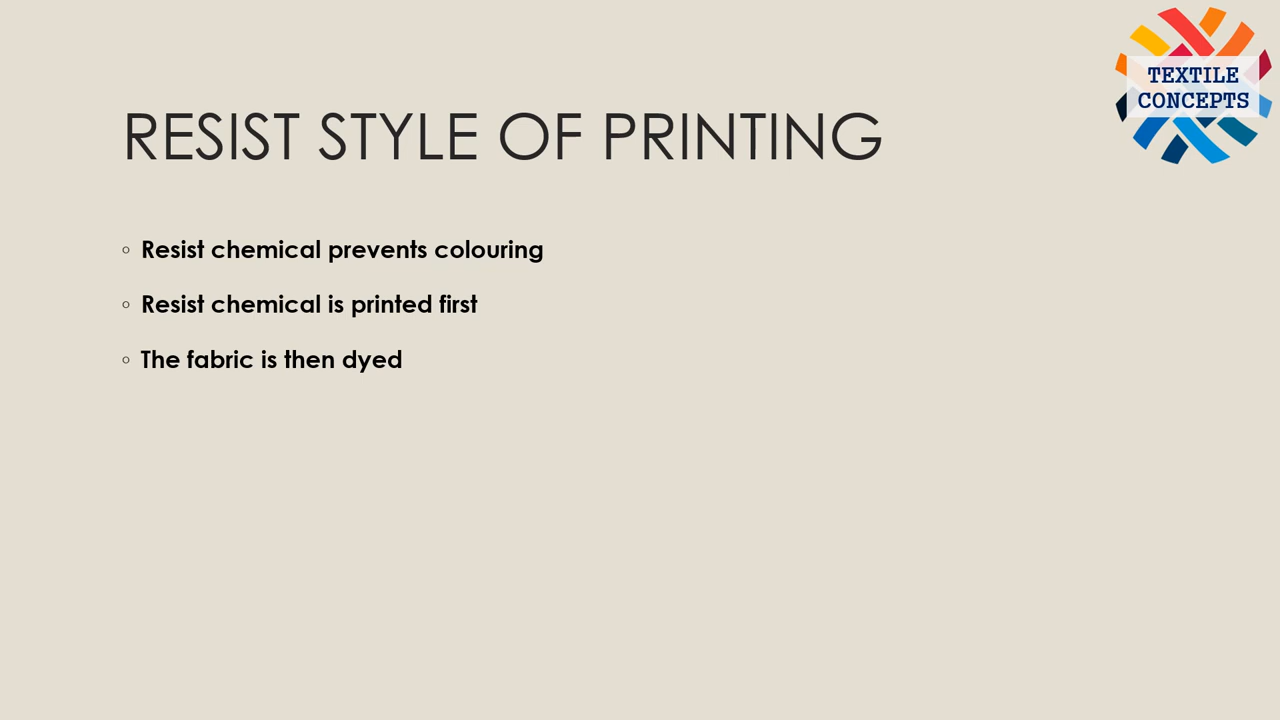 TEXTILE
CONCEPTS
RESIST STYLE OF PRINTING
Resist chemical prevents colouring
Resist chemical is printed first
The fabric is then dyed